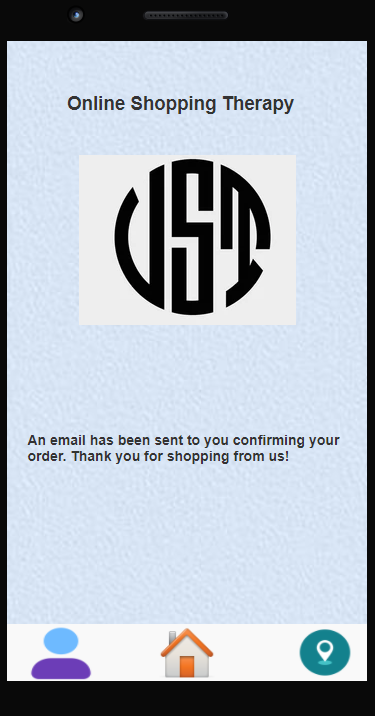 Online Shopping Therapy
UST
An email has been sent to you confirming your
order. Thank you for shopping from us!